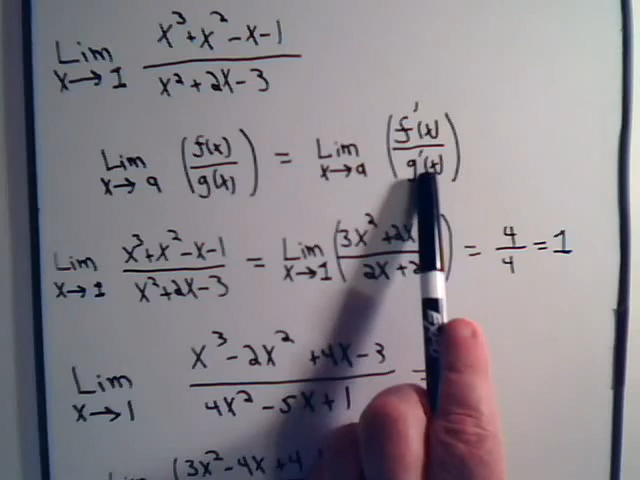 Lim x→1 x³+x²-x-1 / x²+2x-3
Lim x→a (f(x)/g(x)) = Lim x→a (f'(x)/g'(x))
Lim x→1 x³+x²-x-1 / x²+2x-3 = Lim x→1 (3x²+2x / 2x+2) = 4/4 = 1
Lim x→1 x³-2x²+4x-3 / 4x²-5x+1 =
(3x²-4x+4
EXPO